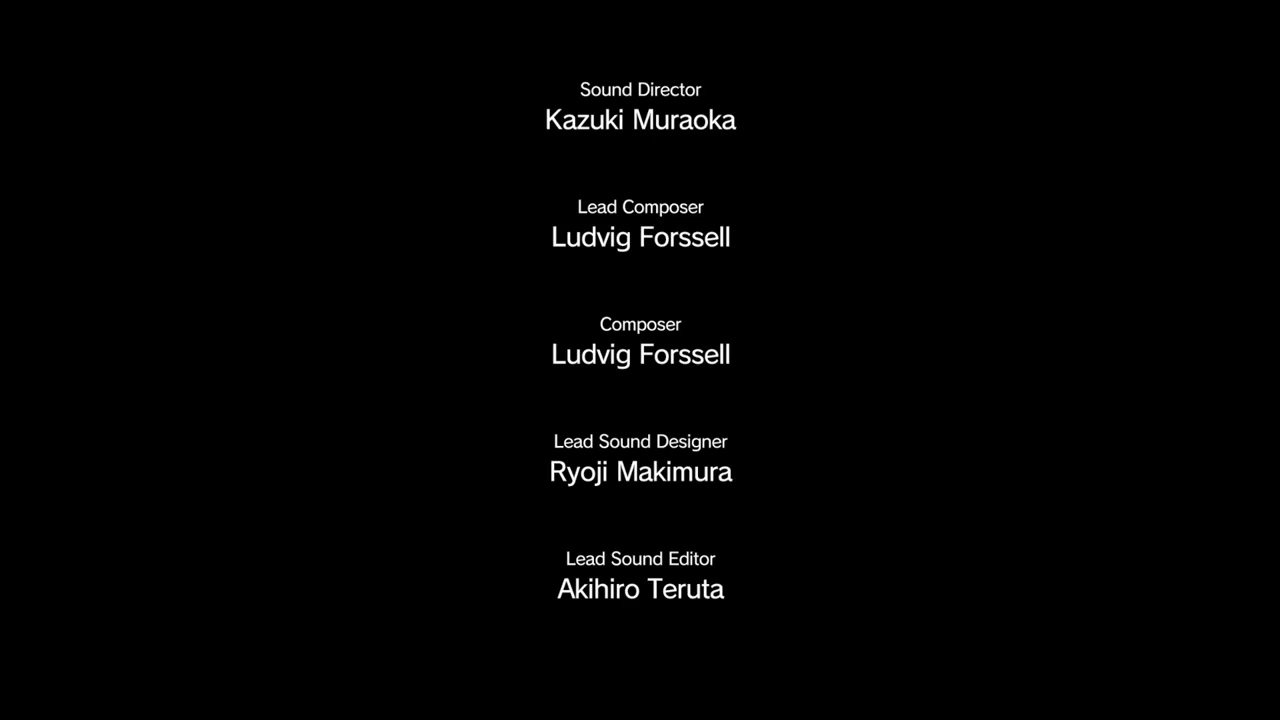 Sound Director
Kazuki Muraoka
Lead Composer
Ludvig Forssell
Composer
Ludvig Forssell
Lead Sound Designer
Ryoji Makimura
Lead Sound Editor
Akihiro Teruta